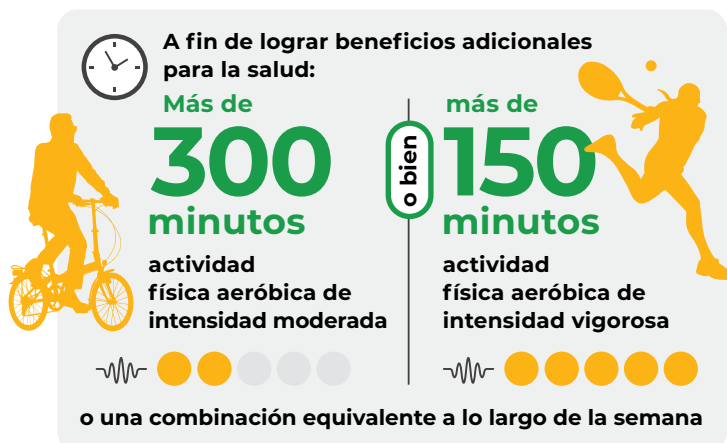 A fin de lograr beneficios adicionales
para la salud:
Más de
300
minutos
actividad
física aeróbica de
intensidad moderada
o bien
más de
150
minutos
actividad
física aeróbica de
intensidad vigorosa
o una combinación equivalente a lo largo de la semana